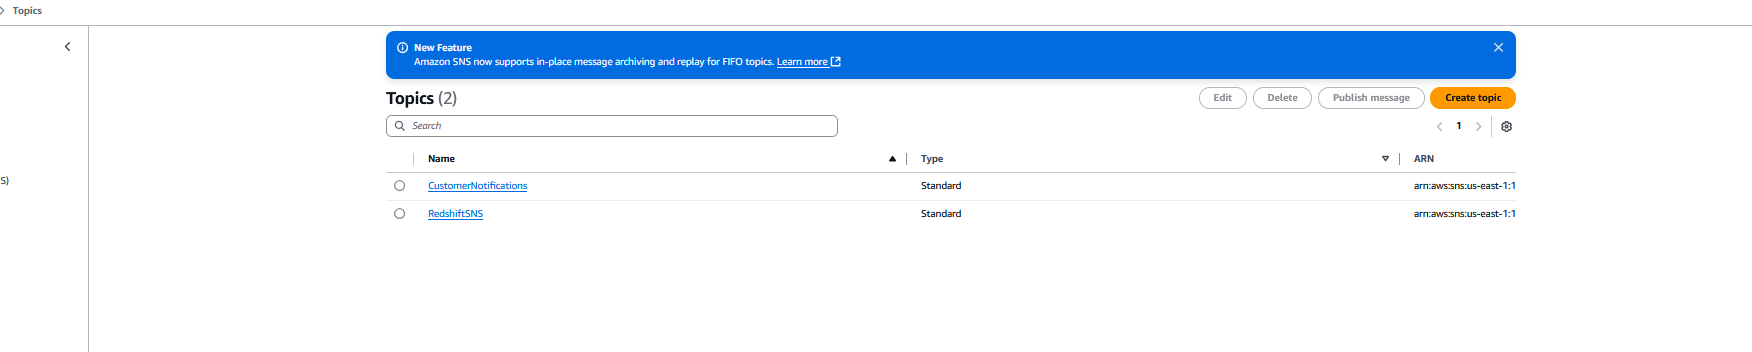 Topics
New Feature
Amazon SNS now supports in-place message archiving and replay for FIFO topics. Learn more
Topics (2)
Edit Delete Publish message Create topic
Search
1
Name Type ARN
S)
CustomerNotifications Standard arn:aws:sns:us-east-1:1
RedshiftSNS Standard arn:aws:sns:us-east-1:1